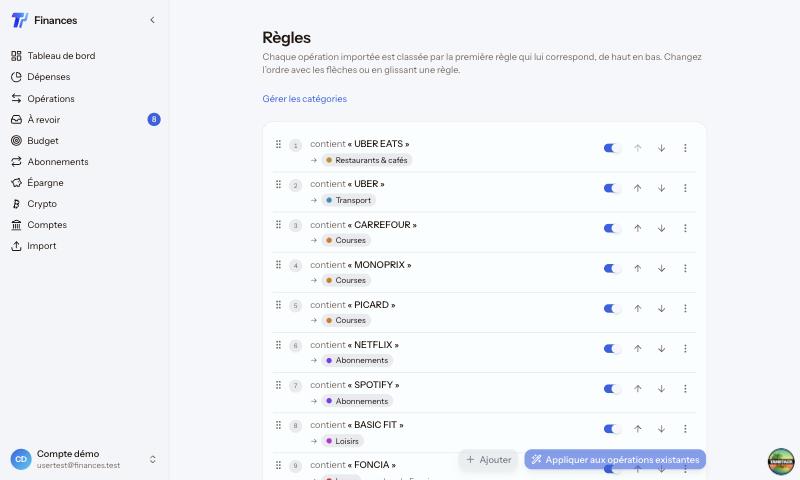 Finances
Tableau de bord
Dépenses
Opérations
À revoir
8
Budget
Abonnements
Épargne
Crypto
Comptes
Import
CD
Compte démo
usertest@finances.test
Règles
Chaque opération importée est classée par la première règle qui lui correspond, de haut en bas. Changez
l'ordre avec les flèches ou en glissant une règle.
Gérer les catégories
1
contient « UBER EATS »
→ Restaurants & cafés
2
contient « UBER »
→ Transport
3
contient « CARREFOUR »
→ Courses
4
contient « MONOPRIX »
→ Courses
5
contient « PICARD »
→ Courses
6
contient « NETFLIX »
→ Abonnements
7
contient « SPOTIFY »
→ Abonnements
8
contient « BASIC FIT »
→ Loisirs
9
contient « FONCIA »
Ajouter
Appliquer aux opérations existantes